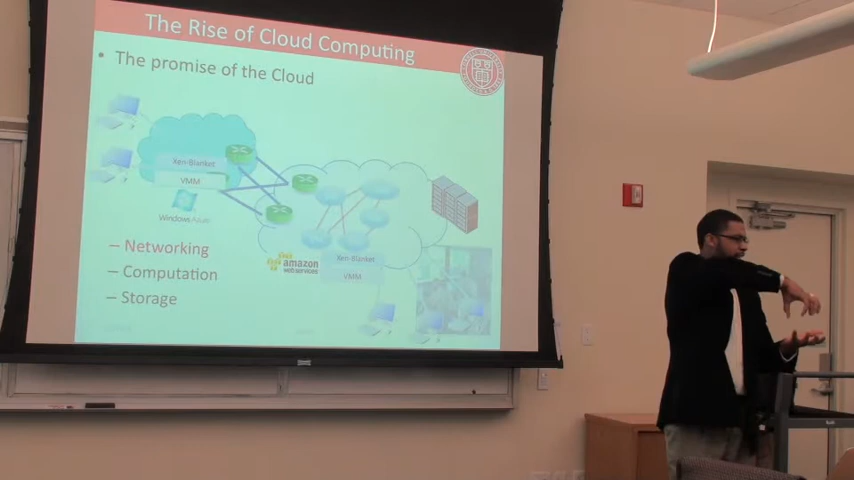 The Rise of Cloud Computing
• The promise of the Cloud
Xen-Blanket
VMM
Windows Azure
– Networking
– Computation
– Storage
amazon
webservices
Xen-Blanket
VMM